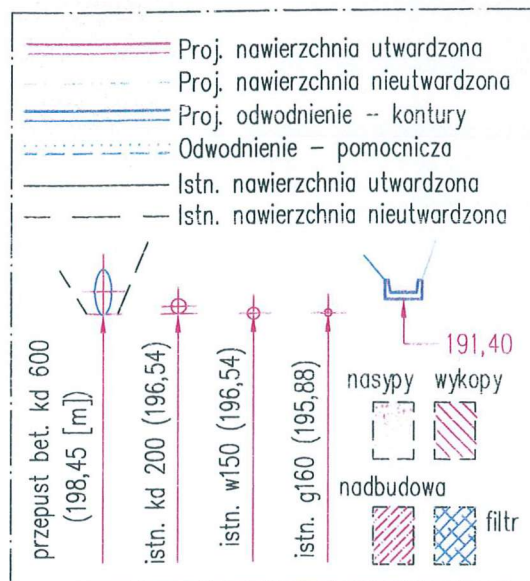 Proj. nawierzchnia utwardzona
Proj. nawierzchnia nieutwardzona
Proj. odwodnienie – kontury
Odwodnienie – pomocnicza
Istn. nawierzchnia utwardzona
Istn. nawierzchnia nieutwardzona
przepust bet. kd 600
(198,45 [m])
istn. kd 200 (196,54)
istn. w150 (196,54)
istn. g160 (195,88)
191,40
nasypy wykopy
nadbudowa
filtr